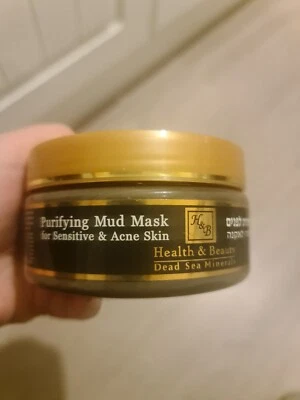 Purifying Mud Mask
for Sensitive & Acne Skin
H&B
Health & Beauty
Dead Sea Minerals